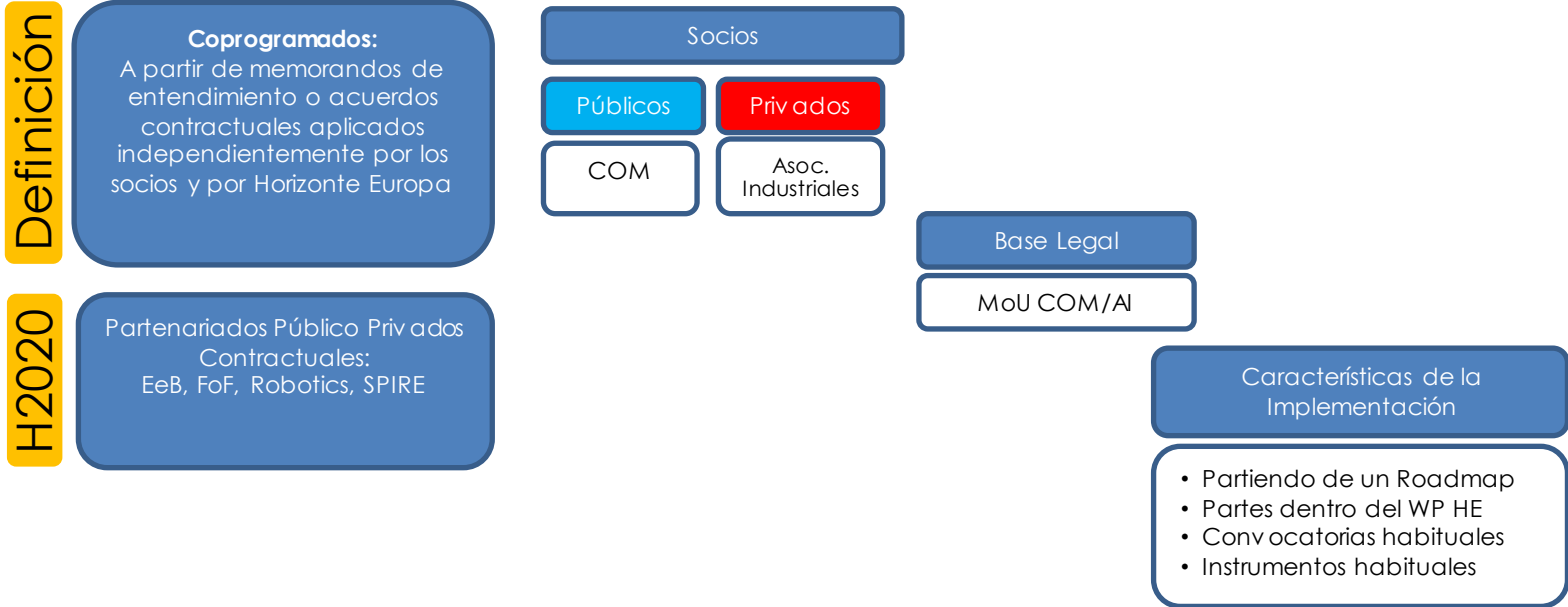 Definición
Coprogramados:
A partir de memorandos de
entendimiento o acuerdos
contractuales aplicados
independientemente por los
socios y por Horizonte Europa
Socios
Públicos
Privados
COM
Asoc.
Industriales
Base Legal
MoU COM/AI
H2020
Partenariados Público Privados
Contractuales:
EeB, FoF, Robotics, SPIRE
Características de la
Implementación
• Partiendo de un Roadmap
• Partes dentro del WP HE
• Convocatorias habituales
• Instrumentos habituales